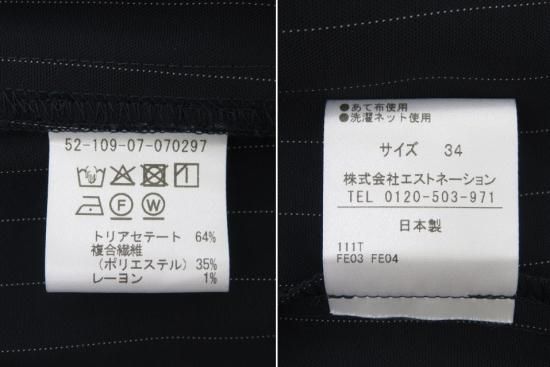 52-109-07-070297
F W
トリアセテート 64%
複合繊維
(ポリエステル) 35%
レーヨン 1%
●あて布使用
●洗濯ネット使用
サイズ 34
株式会社エストネーション
TEL 0120-503-971
日本製
111T
FE03 FE04